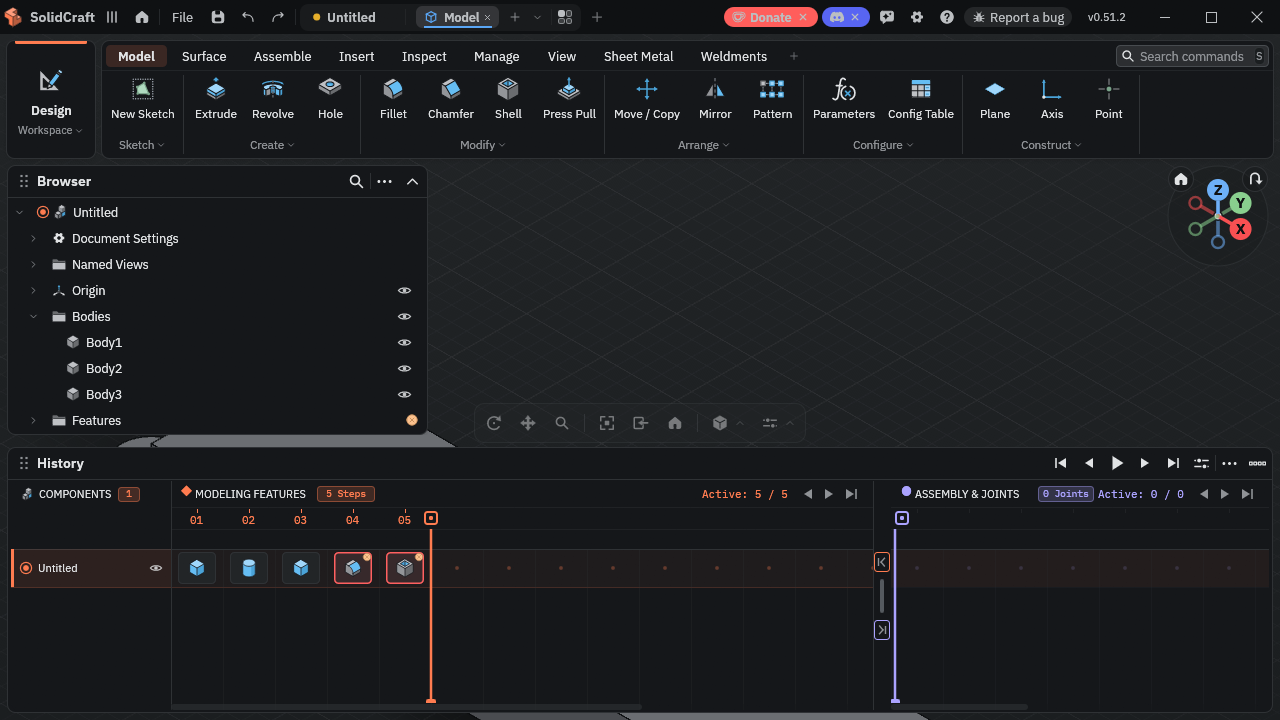 SolidCraft
File
Untitled
Model
Donate
Report a bug
v0.51.2
Design
Workspace
Model
Surface
Assemble
Insert
Inspect
Manage
View
Sheet Metal
Weldments
Search commands
S
New Sketch
Extrude
Revolve
Hole
Fillet
Chamfer
Shell
Press Pull
Move / Copy
Mirror
Pattern
Parameters
Config Table
Plane
Axis
Point
Sketch
Create
Modify
Arrange
Configure
Construct
Browser
Untitled
Document Settings
Named Views
Origin
Bodies
Body1
Body2
Body3
Features
Z
Y
X
History
COMPONENTS
1
MODELING FEATURES
5 Steps
Active: 5 / 5
ASSEMBLY & JOINTS
0 Joints
Active: 0 / 0
01
02
03
04
05
Untitled